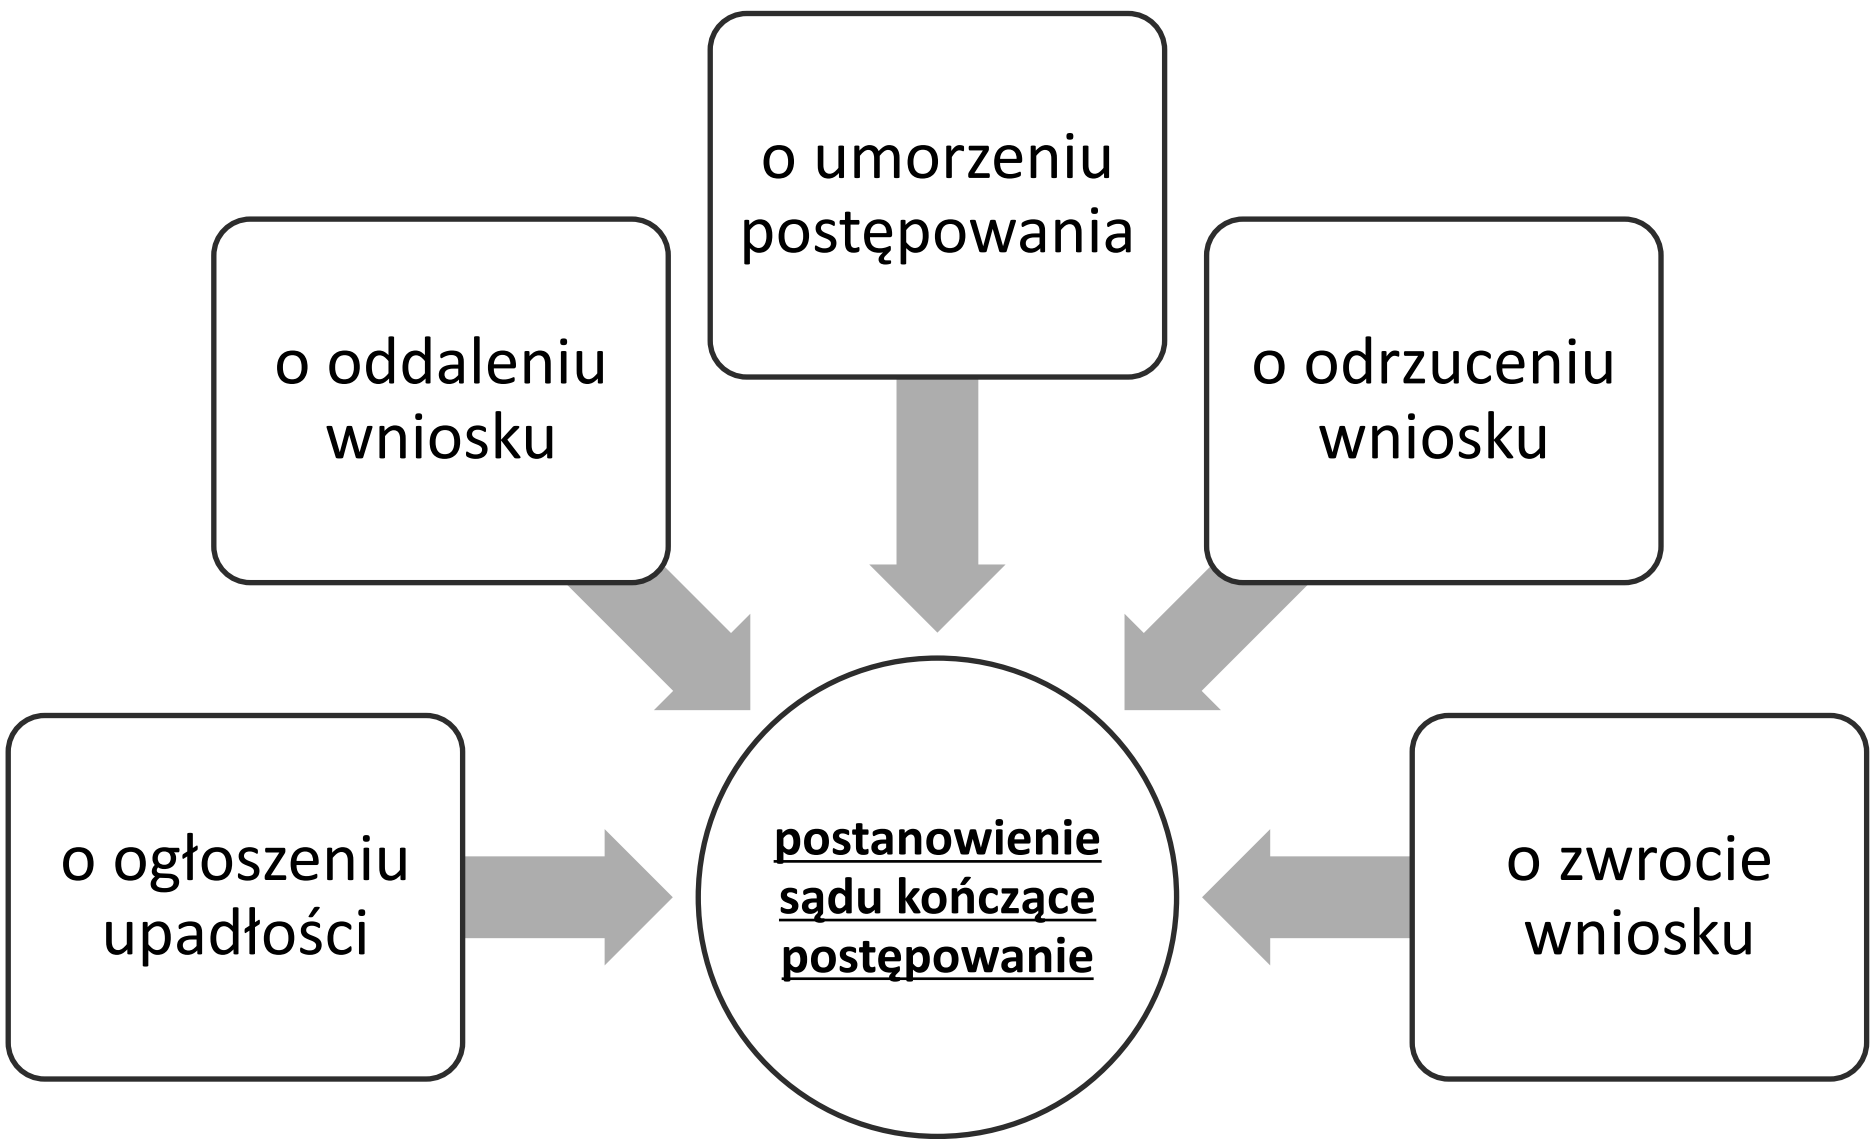 o umorzeniu
postępowania
o oddaleniu
wniosku
o odrzuceniu
wniosku
o ogłoszeniu
upadłości
postanowienie
sądu kończące
postępowanie
o zwrocie
wniosku